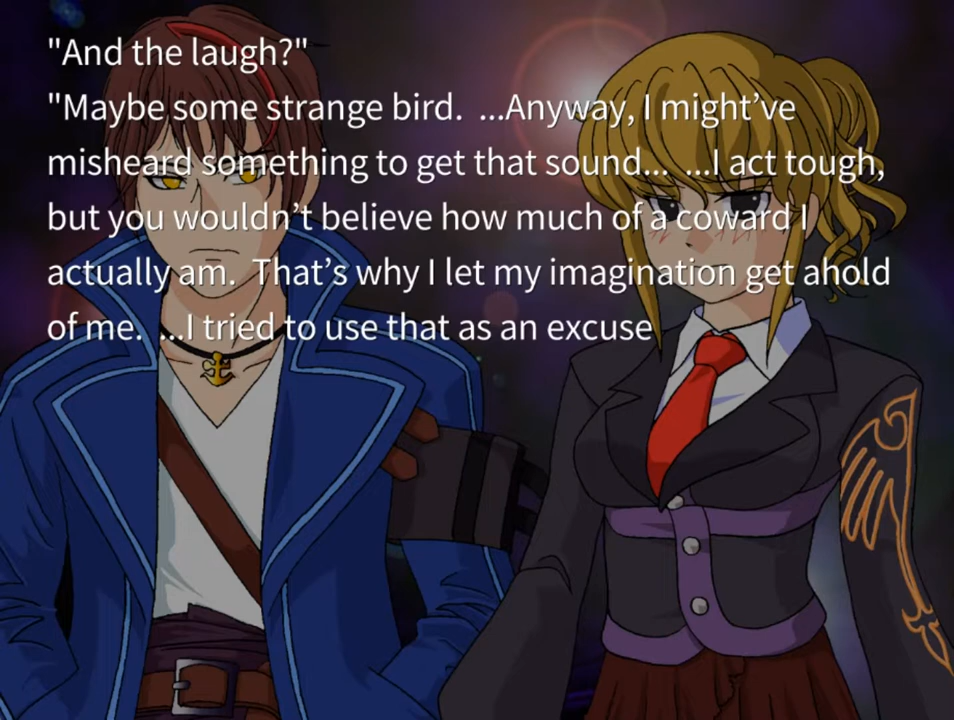 "And the laugh?"
"Maybe some strange bird.  ...Anyway, I might've
misheard something to get that sound...  ...I act tough,
but you wouldn't believe how much of a coward I
actually am.  That's why I let my imagination get ahold
of me.  ...I tried to use that as an excuse